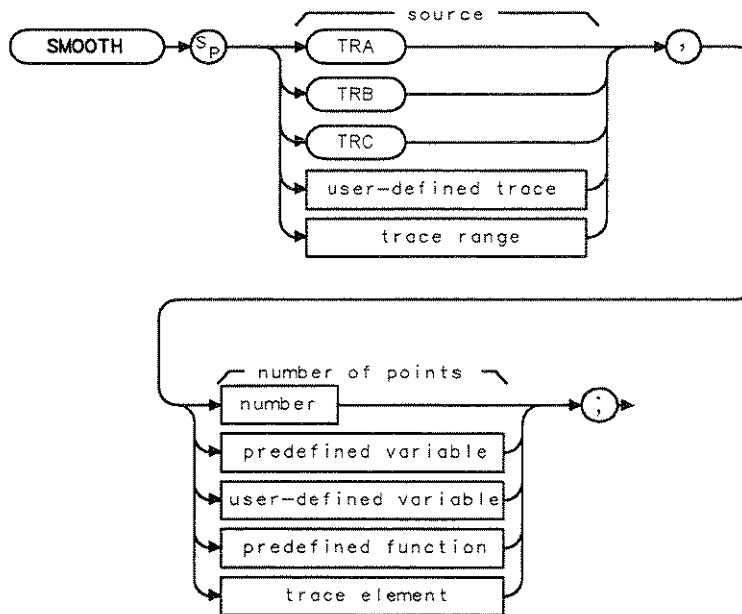 source
SMOOTH SP TRA ,
TRB
TRC
user-defined trace
trace range
number of points
number ;
predefined variable
user-defined variable
predefined function
trace element